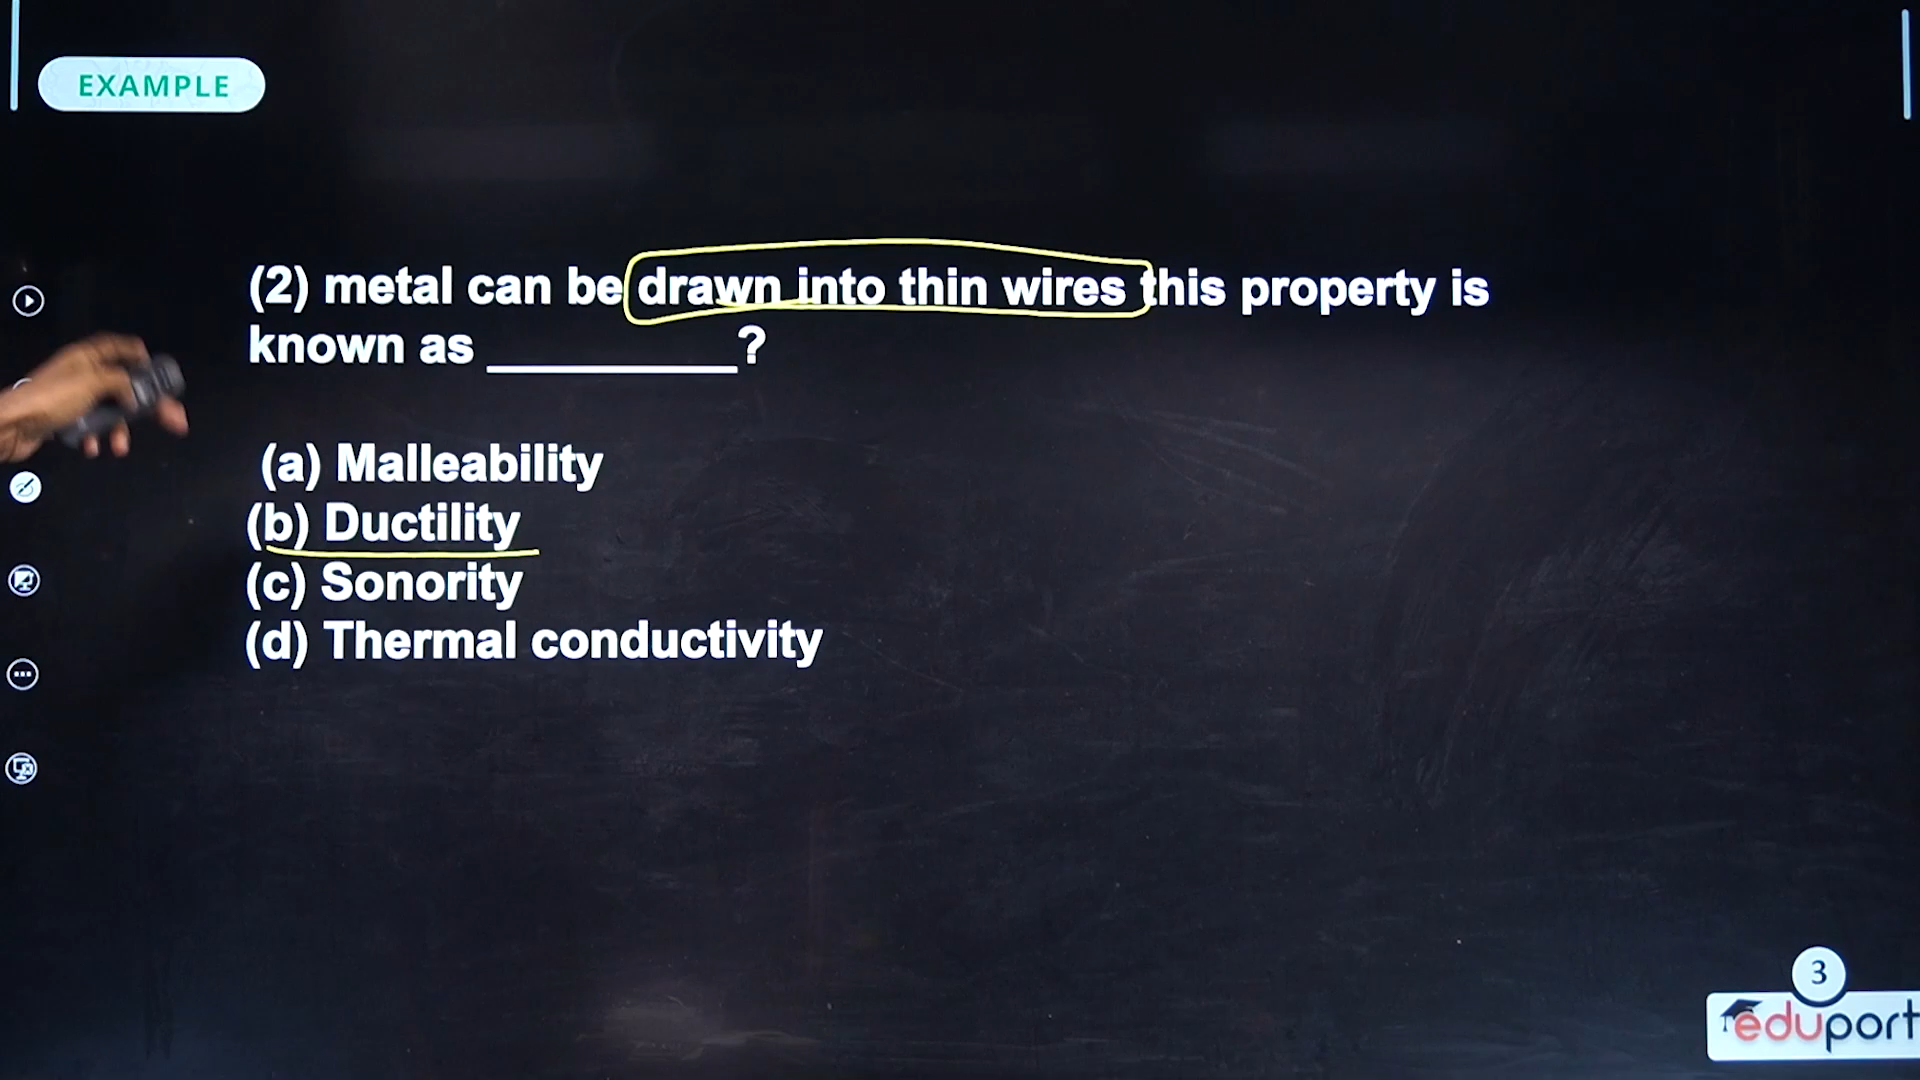 EXAMPLE
(2) metal can be drawn into thin wires this property is
known as __________?
(a) Malleability
(b) Ductility
(c) Sonority
(d) Thermal conductivity
3
eduport